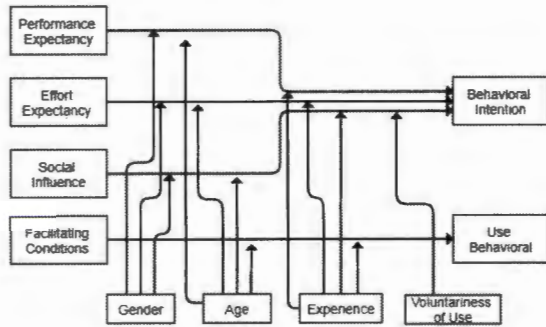 Performance
Expectancy
Effort
Expectancy
Behavioral
Intention
Social
Influence
Facilitating
Conditions
Use
Behavioral
Gender
Age
Experience
Voluntariness
of Use